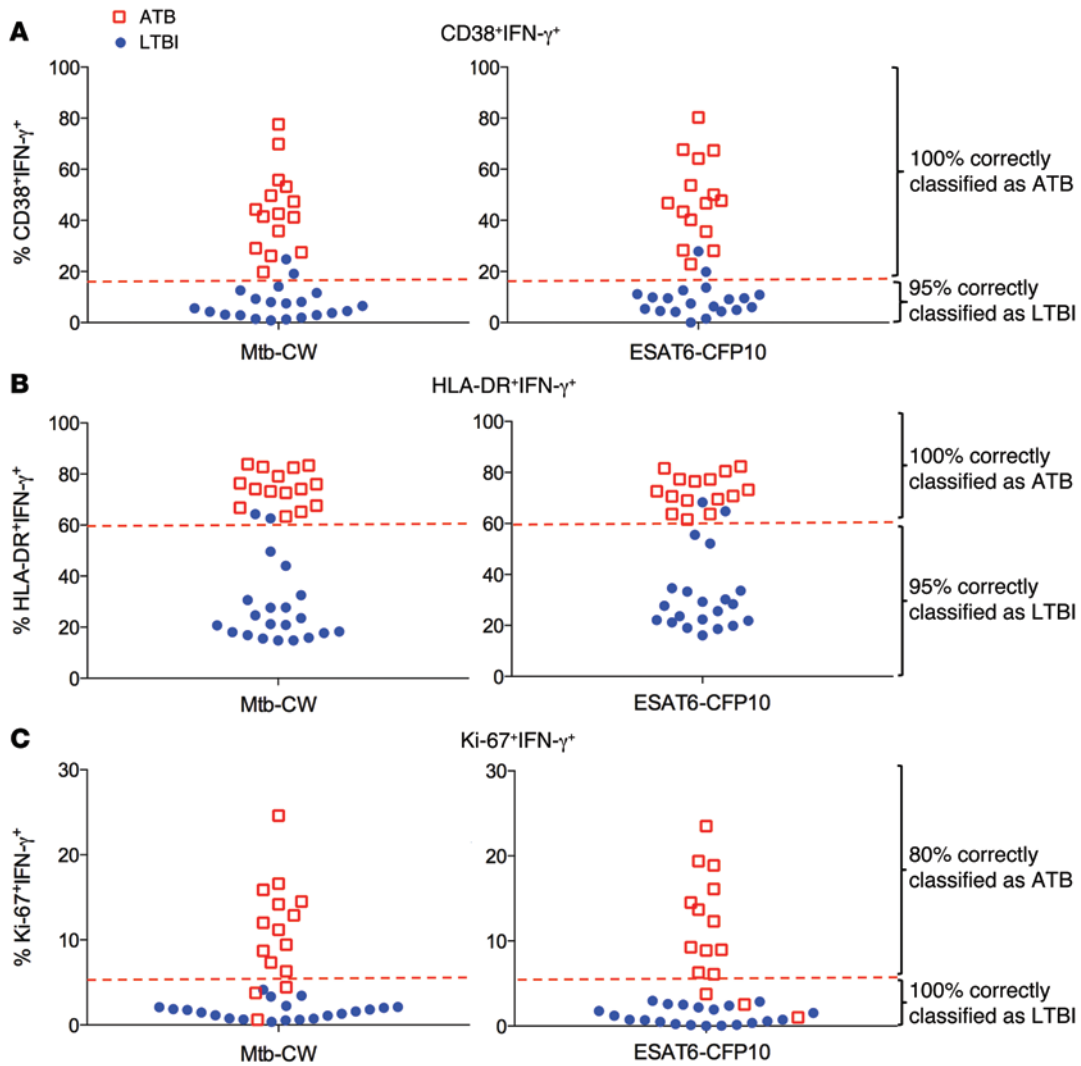 A
ATB
LTBI
CD38⁺IFN-γ⁺
% CD38⁺IFN-γ⁺
100
80
60
40
20
0
Mtb-CW
100
80
60
40
20
0
ESAT6-CFP10
100% correctly
classified as ATB
95% correctly
classified as LTBI
B
HLA-DR⁺IFN-γ⁺
% HLA-DR⁺IFN-γ⁺
100
80
60
40
20
0
Mtb-CW
100
80
60
40
20
0
ESAT6-CFP10
100% correctly
classified as ATB
95% correctly
classified as LTBI
C
Ki-67⁺IFN-γ⁺
% Ki-67⁺IFN-γ⁺
30
20
10
0
Mtb-CW
30
20
10
0
ESAT6-CFP10
80% correctly
classified as ATB
100% correctly
classified as LTBI